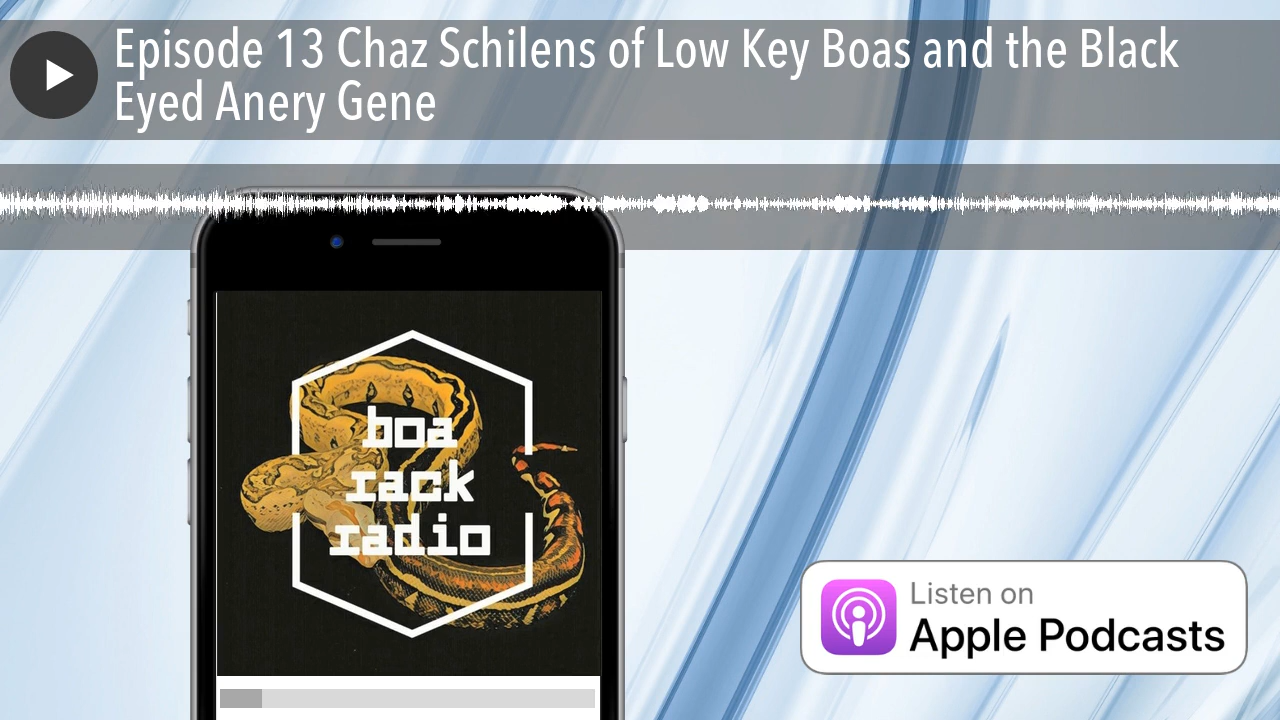 Episode 13 Chaz Schilens of Low Key Boas and the Black
Eyed Anery Gene
boa
rack
radio
Listen on
Apple Podcasts